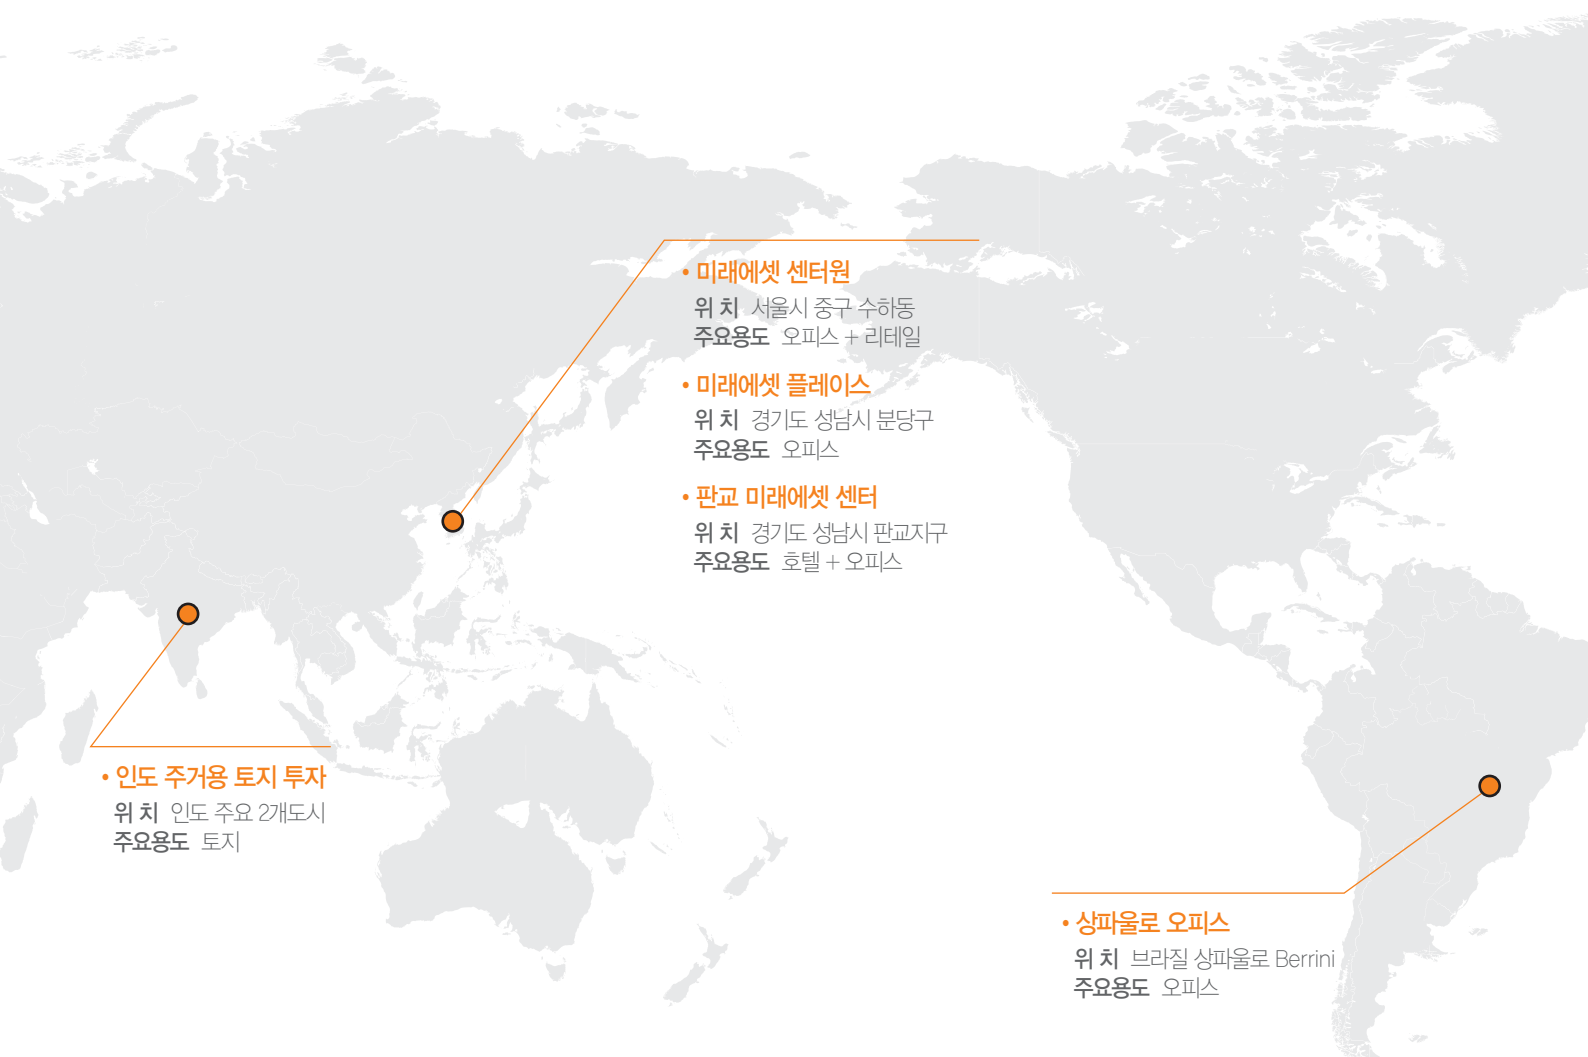 • 미래에셋 센터원
위 치 서울시 중구 수하동
주요용도 오피스 + 리테일
• 미래에셋 플레이스
위 치 경기도 성남시 분당구
주요용도 오피스
• 판교 미래에셋 센터
위 치 경기도 성남시 판교지구
주요용도 호텔 + 오피스
• 인도 주거용 토지 투자
위 치 인도 주요 2개도시
주요용도 토지
• 상파울로 오피스
위 치 브라질 상파울로 Berrini
주요용도 오피스